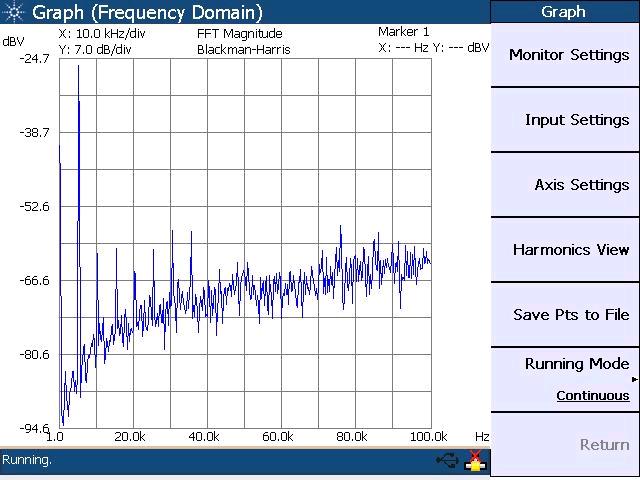 Graph (Frequency Domain)
Graph
dBV
X: 10.0 kHz/div
FFT Magnitude
Marker 1
Y: 7.0 dB/div
Blackman-Harris
X: --- Hz Y: --- dBV
-24.7
-38.7
-52.6
-66.6
-80.6
-94.6
1.0
20.0k
40.0k
60.0k
80.0k
100.0k
Hz
Monitor Settings
Input Settings
Axis Settings
Harmonics View
Save Pts to File
Running Mode
Continuous
Return
Running.